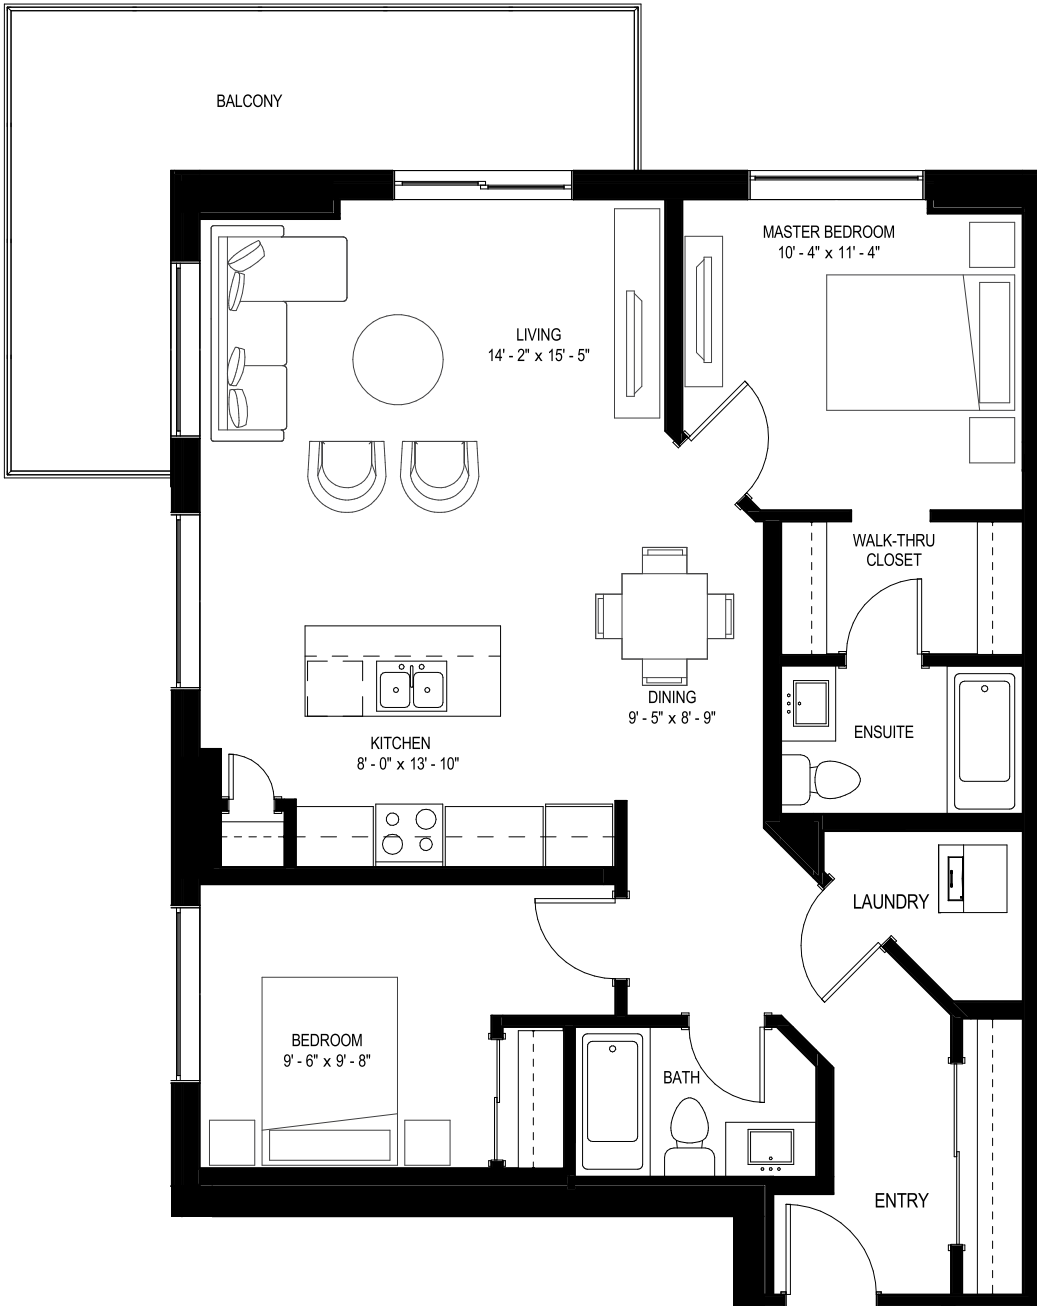 BALCONY
MASTER BEDROOM
10' - 4" x 11' - 4"
LIVING
14' - 2" x 15' - 5"
WALK-THRU
CLOSET
DINING
9' - 5" x 8' - 9"
ENSUITE
KITCHEN
8' - 0" x 13' - 10"
LAUNDRY
BEDROOM
9' - 6" x 9' - 8"
BATH
ENTRY